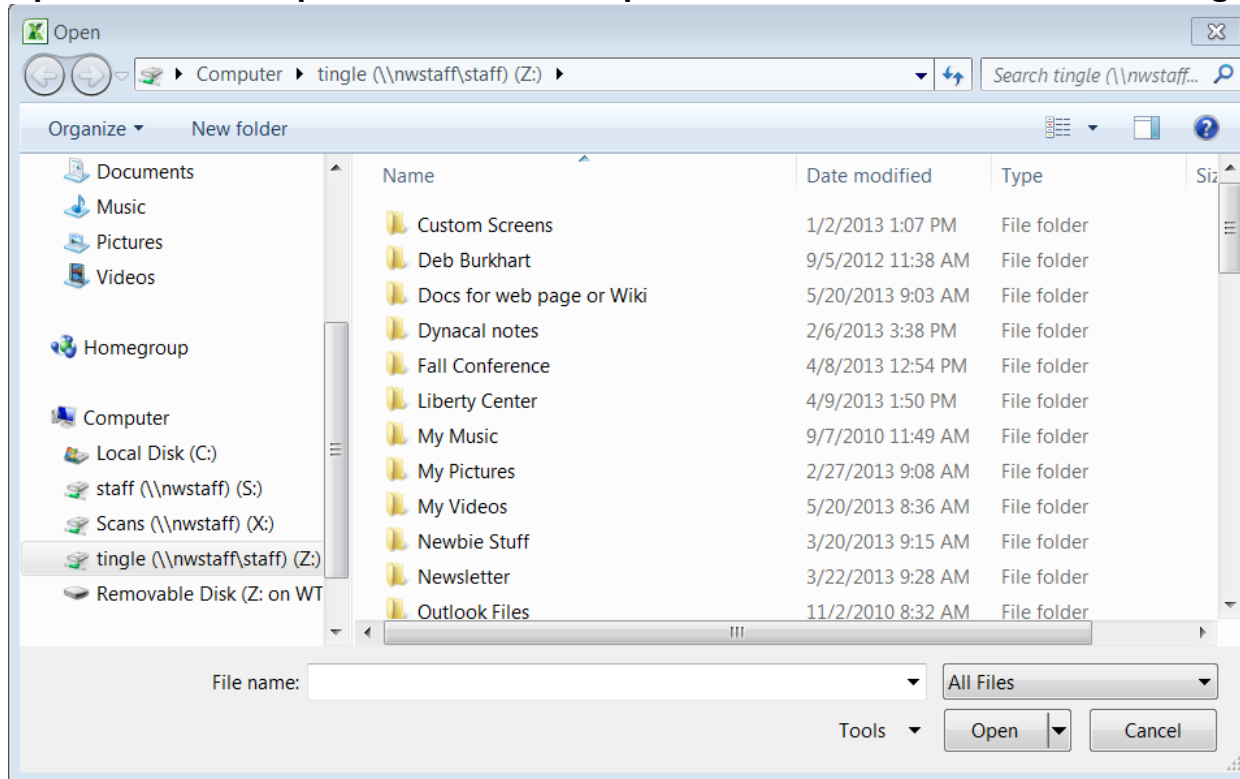 Open
Computer tingle (\\nwstaff\staff) (Z:) Search tingle (\\nwstaff...
Organize New folder
Documents
Music
Pictures
Videos
Homegroup
Computer
Local Disk (C:)
staff (\\nwstaff) (S:)
Scans (\\nwstaff) (X:)
tingle (\\nwstaff\staff) (Z:)
Removable Disk (Z: on WT
Name Date modified Type Siz
Custom Screens 1/2/2013 1:07 PM File folder
Deb Burkhart 9/5/2012 11:38 AM File folder
Docs for web page or Wiki 5/20/2013 9:03 AM File folder
Dynacal notes 2/6/2013 3:38 PM File folder
Fall Conference 4/8/2013 12:54 PM File folder
Liberty Center 4/9/2013 1:50 PM File folder
My Music 9/7/2010 11:49 AM File folder
My Pictures 2/27/2013 9:08 AM File folder
My Videos 5/20/2013 8:36 AM File folder
Newbie Stuff 3/20/2013 9:15 AM File folder
Newsletter 3/22/2013 9:28 AM File folder
Outlook Files 11/2/2010 8:32 AM File folder
File name: All Files
Tools Open Cancel